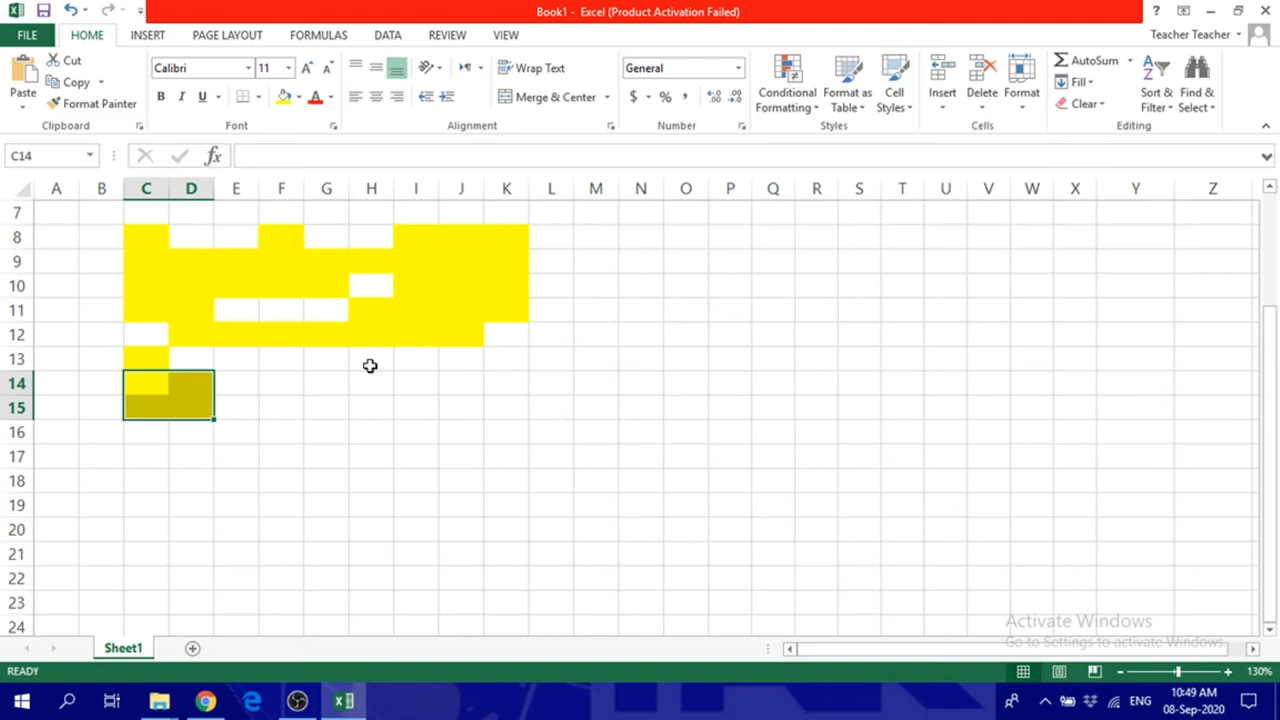 Book1 - Excel (Product Activation Failed)
FILE HOME INSERT PAGE LAYOUT FORMULAS DATA REVIEW VIEW Teacher Teacher
Paste Cut Copy Format Painter
Clipboard
Calibri 11 B I U
Font
Wrap Text
Merge & Center
Alignment
General
$ % ,
Number
Conditional Formatting Format as Table Cell Styles
Styles
Insert Delete Format
Cells
AutoSum
Fill
Clear
Sort & Filter Find & Select
Editing
C14 fx
A B C D E F G H I J K L M N O P Q R S T U V W X Y Z
7
8
9
10
11
12
13
14
15
16
17
18
19
20
21
22
23
24
Activate Windows
Go to Settings to activate Windows.
Sheet1
READY 130%
ENG 10:49 AM
08-Sep-2020